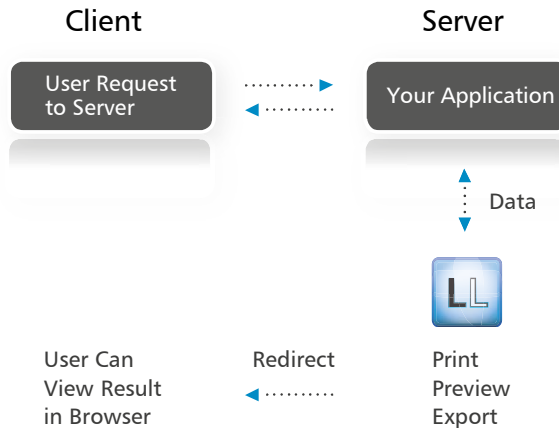 Client
Server
User Request
to Server
Your Application
Data
LL
User Can
View Result
in Browser
Redirect
Print
Preview
Export